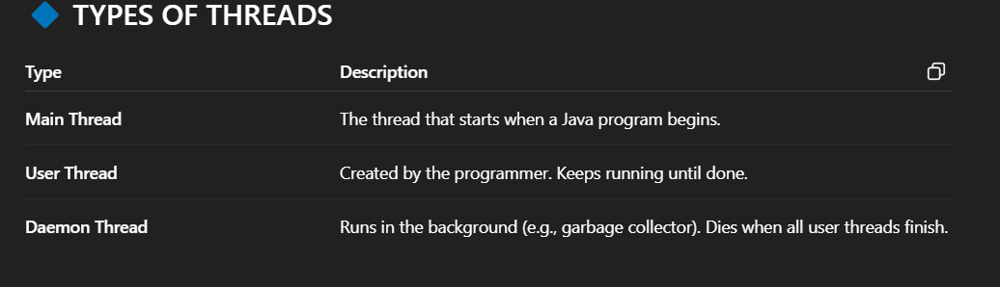 TYPES OF THREADS
Type Description
Main Thread The thread that starts when a Java program begins.
User Thread Created by the programmer. Keeps running until done.
Daemon Thread Runs in the background (e.g., garbage collector). Dies when all user threads finish.